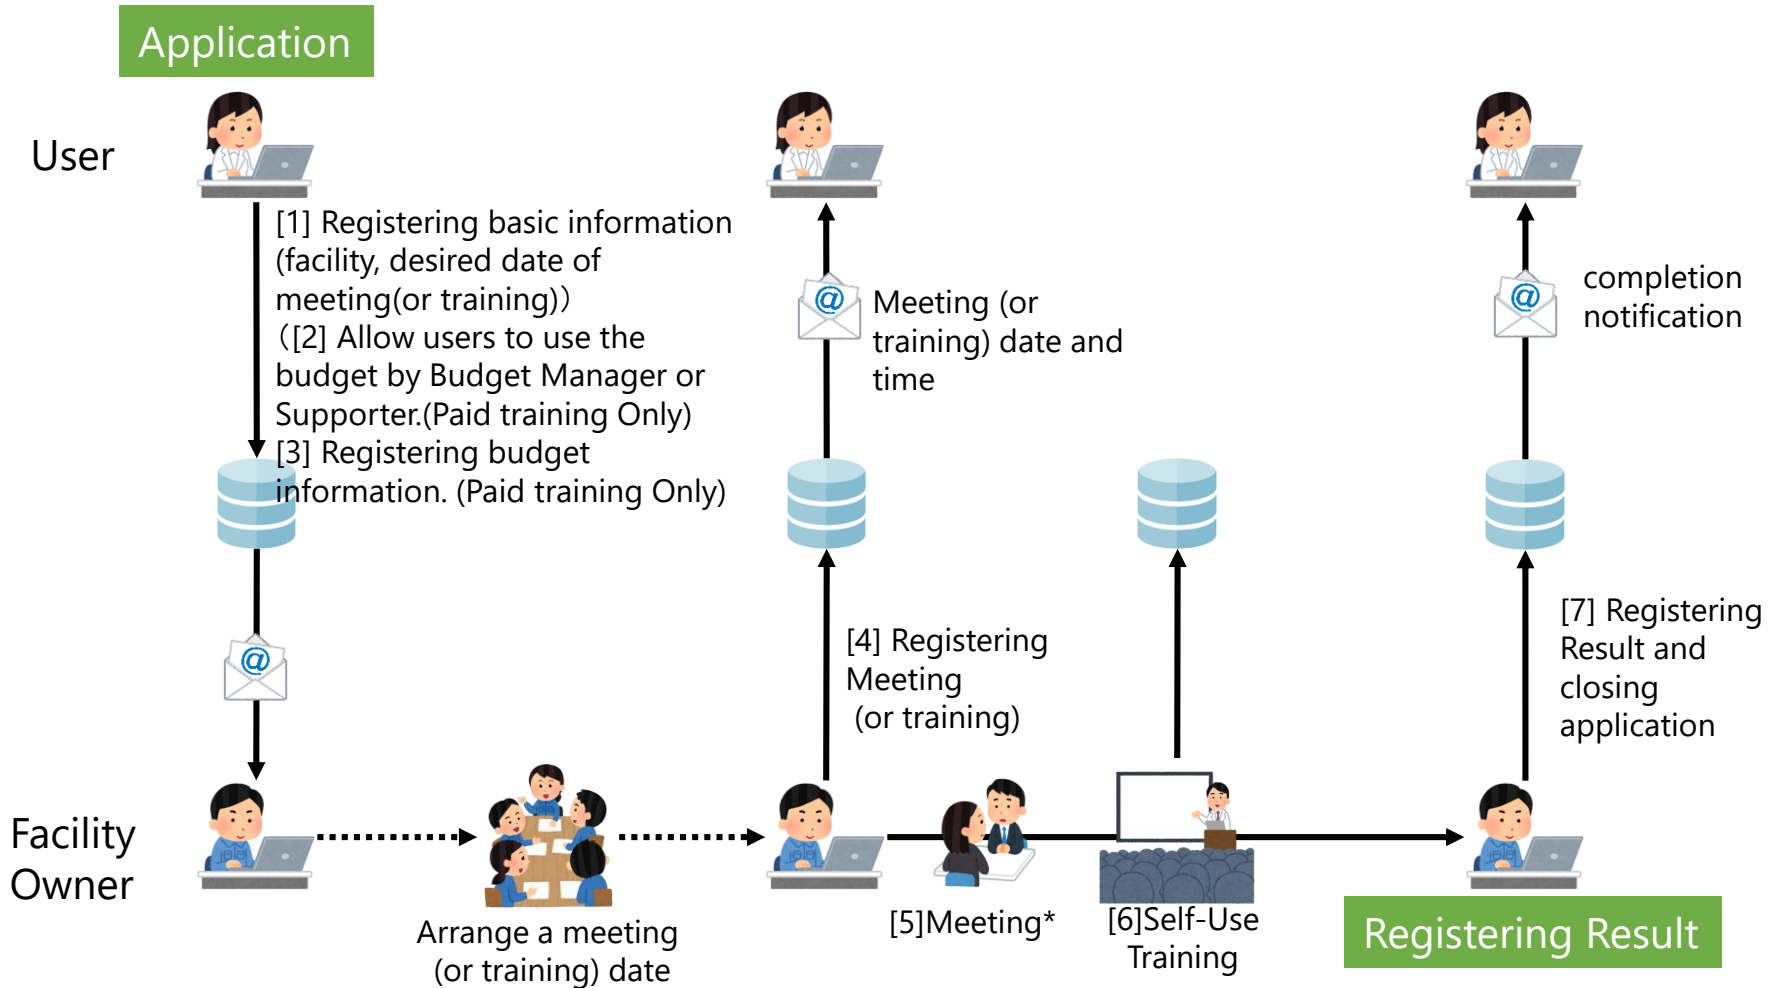 Application
User
[1] Registering basic information
(facility, desired date of
meeting(or training)）
（[2] Allow users to use the
budget by Budget Manager or
Supporter.(Paid training Only)
[3] Registering budget
information. (Paid training Only)
@
Meeting (or
training) date and
time
@
completion
notification
@
[4] Registering
Meeting
(or training)
[7] Registering
Result and
closing
application
Facility
Owner
Arrange a meeting
(or training) date
[5]Meeting*
[6]Self-Use
Training
Registering Result